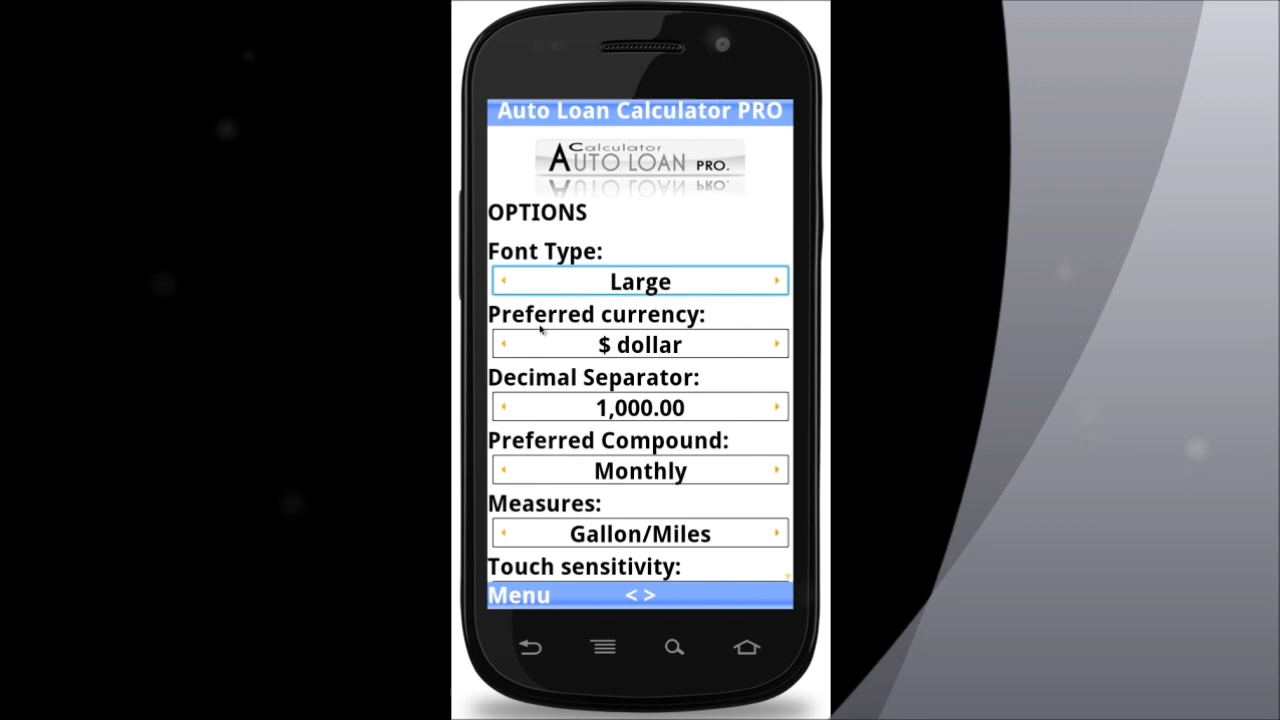 Auto Loan Calculator PRO
Calculator
AUTO LOAN PRO.
OPTIONS
Font Type:
Large
Preferred currency:
$ dollar
Decimal Separator:
1,000.00
Preferred Compound:
Monthly
Measures:
Gallon/Miles
Touch sensitivity:
Menu < >